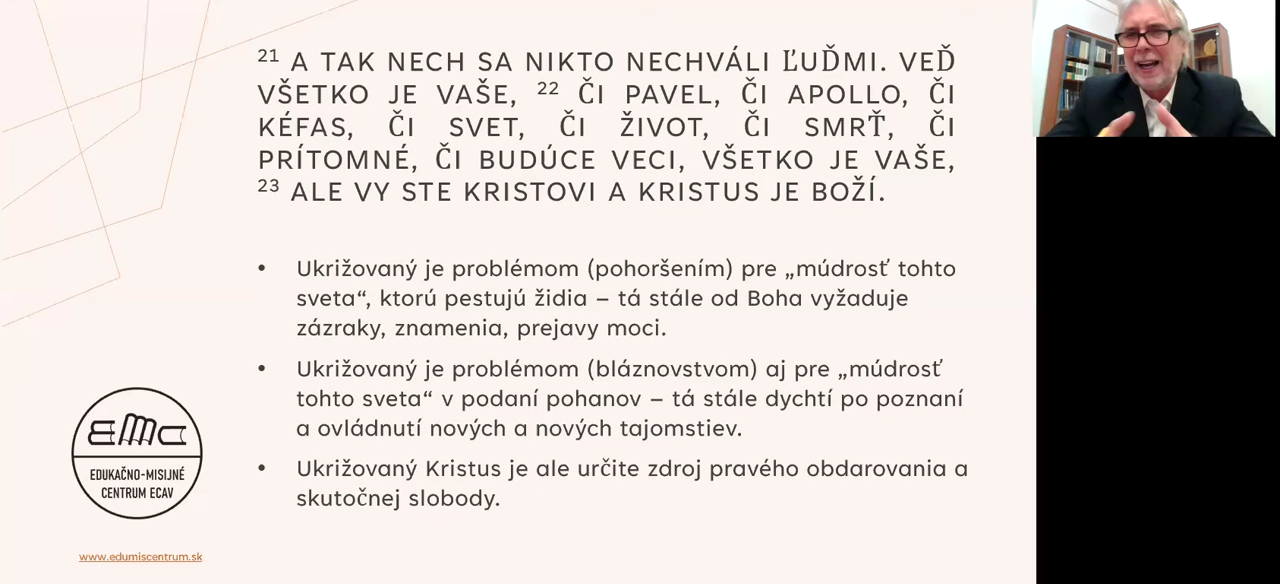 ²¹ A TAK NECH SA NIKTO NECHVÁLI ĽUĎMI. VEĎ
VŠETKO JE VAŠE, ²² ČI PAVEL, ČI APOLLO, ČI
KÉFAS, ČI SVET, ČI ŽIVOT, ČI SMRŤ, ČI
PRÍTOMNÉ, ČI BUDÚCE VECI, VŠETKO JE VAŠE,
²³ ALE VY STE KRISTOVI A KRISTUS JE BOŽÍ.
• Ukrižovaný je problémom (pohoršením) pre „múdrosť tohto
sveta“, ktorú pestujú židia – tá stále od Boha vyžaduje
zázraky, znamenia, prejavy moci.
• Ukrižovaný je problémom (bláznovstvom) aj pre „múdrosť
tohto sveta“ v podaní pohanov – tá stále dychtí po poznaní
a ovládnutí nových a nových tajomstiev.
• Ukrižovaný Kristus je ale určite zdroj pravého obdarovania a
skutočnej slobody.
EMC
EDUKAČNO-MISIJNÉ
CENTRUM ECAV
www.edumiscentrum.sk